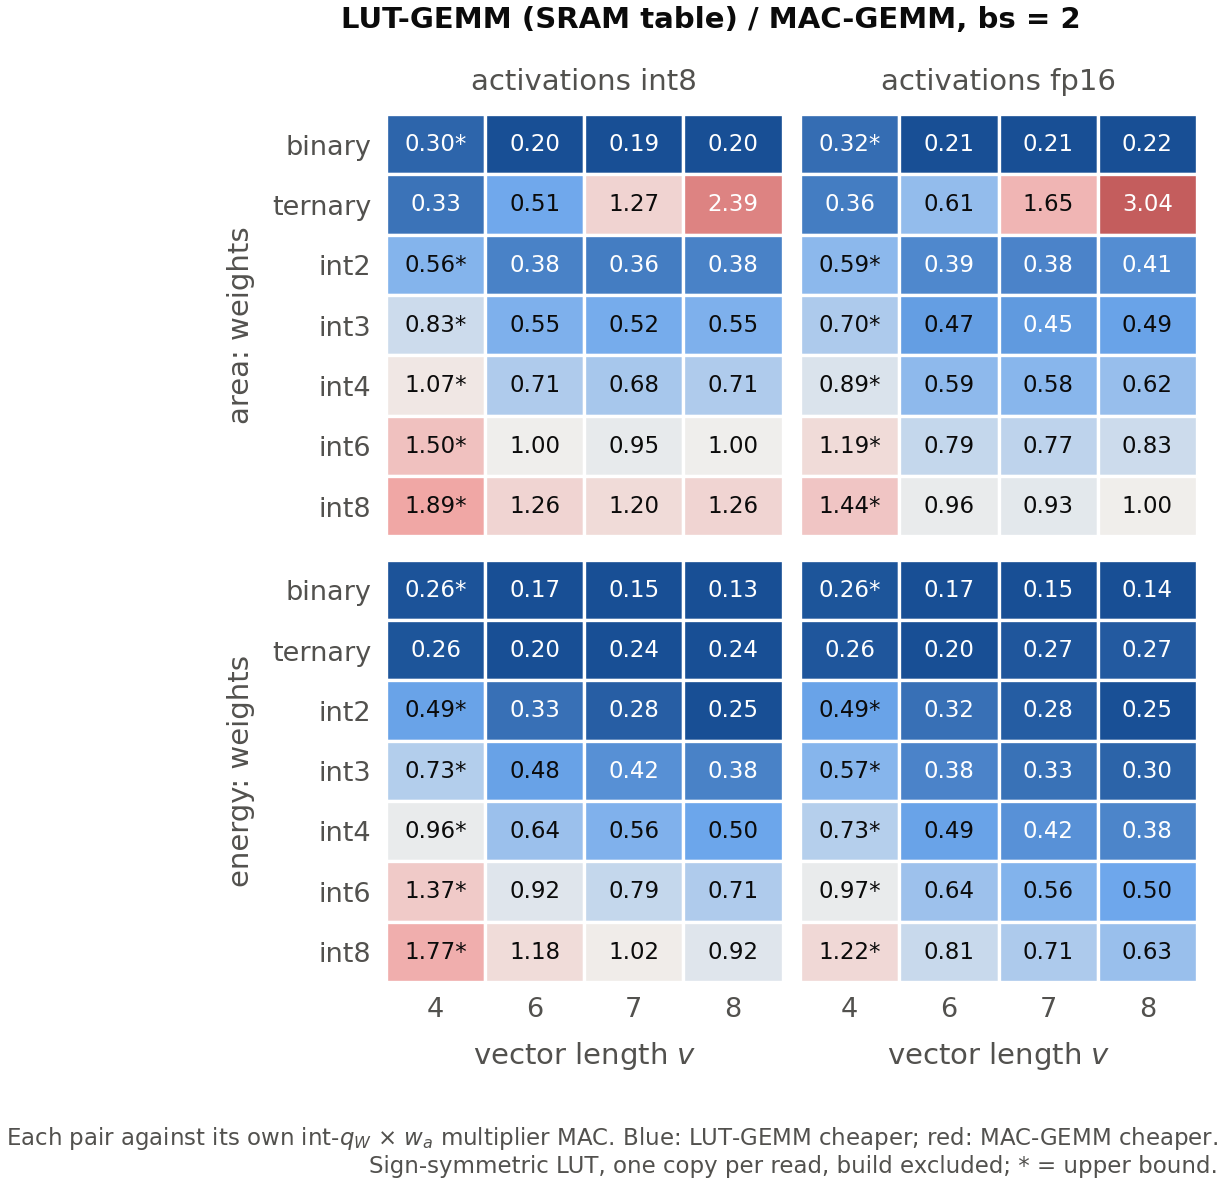 LUT-GEMM (SRAM table) / MAC-GEMM, bs = 2
activations int8 activations fp16
area: weights
binary 0.30* 0.20 0.19 0.20 0.32* 0.21 0.21 0.22
ternary 0.33 0.51 1.27 2.39 0.36 0.61 1.65 3.04
int2 0.56* 0.38 0.36 0.38 0.59* 0.39 0.38 0.41
int3 0.83* 0.55 0.52 0.55 0.70* 0.47 0.45 0.49
int4 1.07* 0.71 0.68 0.71 0.89* 0.59 0.58 0.62
int6 1.50* 1.00 0.95 1.00 1.19* 0.79 0.77 0.83
int8 1.89* 1.26 1.20 1.26 1.44* 0.96 0.93 1.00
energy: weights
binary 0.26* 0.17 0.15 0.13 0.26* 0.17 0.15 0.14
ternary 0.26 0.20 0.24 0.24 0.26 0.20 0.27 0.27
int2 0.49* 0.33 0.28 0.25 0.49* 0.32 0.28 0.25
int3 0.73* 0.48 0.42 0.38 0.57* 0.38 0.33 0.30
int4 0.96* 0.64 0.56 0.50 0.73* 0.49 0.42 0.38
int6 1.37* 0.92 0.79 0.71 0.97* 0.64 0.56 0.50
int8 1.77* 1.18 1.02 0.92 1.22* 0.81 0.71 0.63
4 6 7 8 4 6 7 8
vector length v vector length v
Each pair against its own int-qW × wa multiplier MAC. Blue: LUT-GEMM cheaper; red: MAC-GEMM cheaper.
Sign-symmetric LUT, one copy per read, build excluded; * = upper bound.